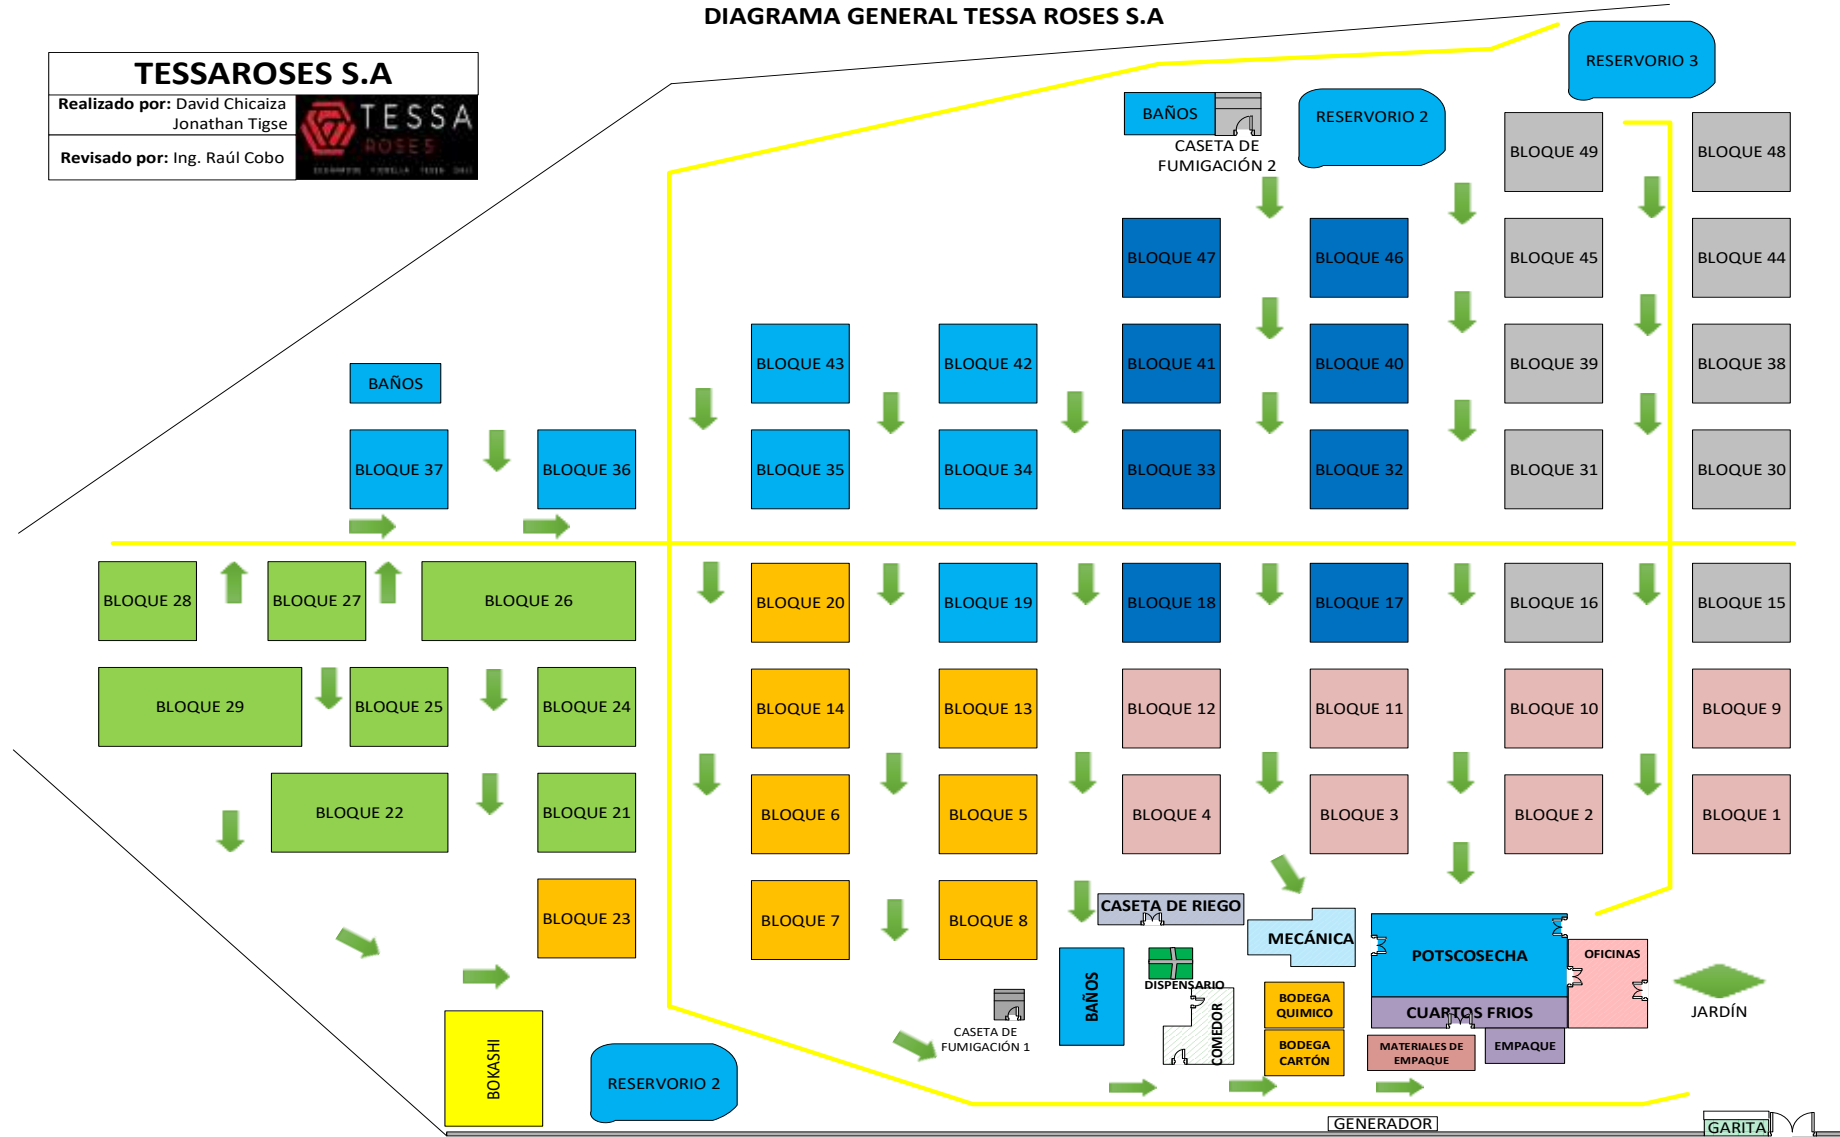 DIAGRAMA GENERAL TESSA ROSES S.A
TESSAROSES S.A
Realizado por: David Chicaiza
Jonathan Tigse
Revisado por: Ing. Raúl Cobo
TESSA
ROSES
RESERVORIO 3
BAÑOS
CASETA DE
FUMIGACIÓN 2
RESERVORIO 2
BLOQUE 49
BLOQUE 48
BLOQUE 47
BLOQUE 46
BLOQUE 45
BLOQUE 44
BLOQUE 43
BLOQUE 42
BLOQUE 41
BLOQUE 40
BLOQUE 39
BLOQUE 38
BAÑOS
BLOQUE 37
BLOQUE 36
BLOQUE 35
BLOQUE 34
BLOQUE 33
BLOQUE 32
BLOQUE 31
BLOQUE 30
BLOQUE 28
BLOQUE 27
BLOQUE 26
BLOQUE 20
BLOQUE 19
BLOQUE 18
BLOQUE 17
BLOQUE 16
BLOQUE 15
BLOQUE 29
BLOQUE 25
BLOQUE 24
BLOQUE 14
BLOQUE 13
BLOQUE 12
BLOQUE 11
BLOQUE 10
BLOQUE 9
BLOQUE 22
BLOQUE 21
BLOQUE 6
BLOQUE 5
BLOQUE 4
BLOQUE 3
BLOQUE 2
BLOQUE 1
BLOQUE 23
BLOQUE 7
BLOQUE 8
CASETA DE RIEGO
MECÁNICA
POTSCOSECHA
OFICINAS
BAÑOS
DISPENSARIO
COMEDOR
BODEGA
QUIMICO
CUARTOS FRIOS
JARDÍN
CASETA DE
FUMIGACIÓN 1
BODEGA
CARTÓN
MATERIALES DE
EMPAQUE
EMPAQUE
BOKASHI
RESERVORIO 2
GENERADOR
GARITA